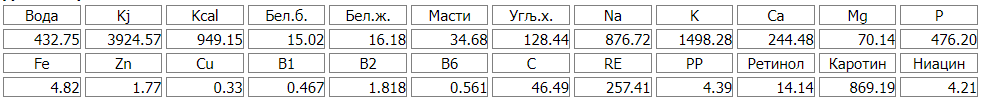 Вода Kj Kcal Бел.б. Бел.ж. Масти Угљ.х. Na K Ca Mg P
432.75 3924.57 949.15 15.02 16.18 34.68 128.44 876.72 1498.28 244.48 70.14 476.20
Fe Zn Cu B1 B2 B6 C RE PP Ретинол Каротин Ниацин
4.82 1.77 0.33 0.467 1.818 0.561 46.49 257.41 4.39 14.14 869.19 4.21